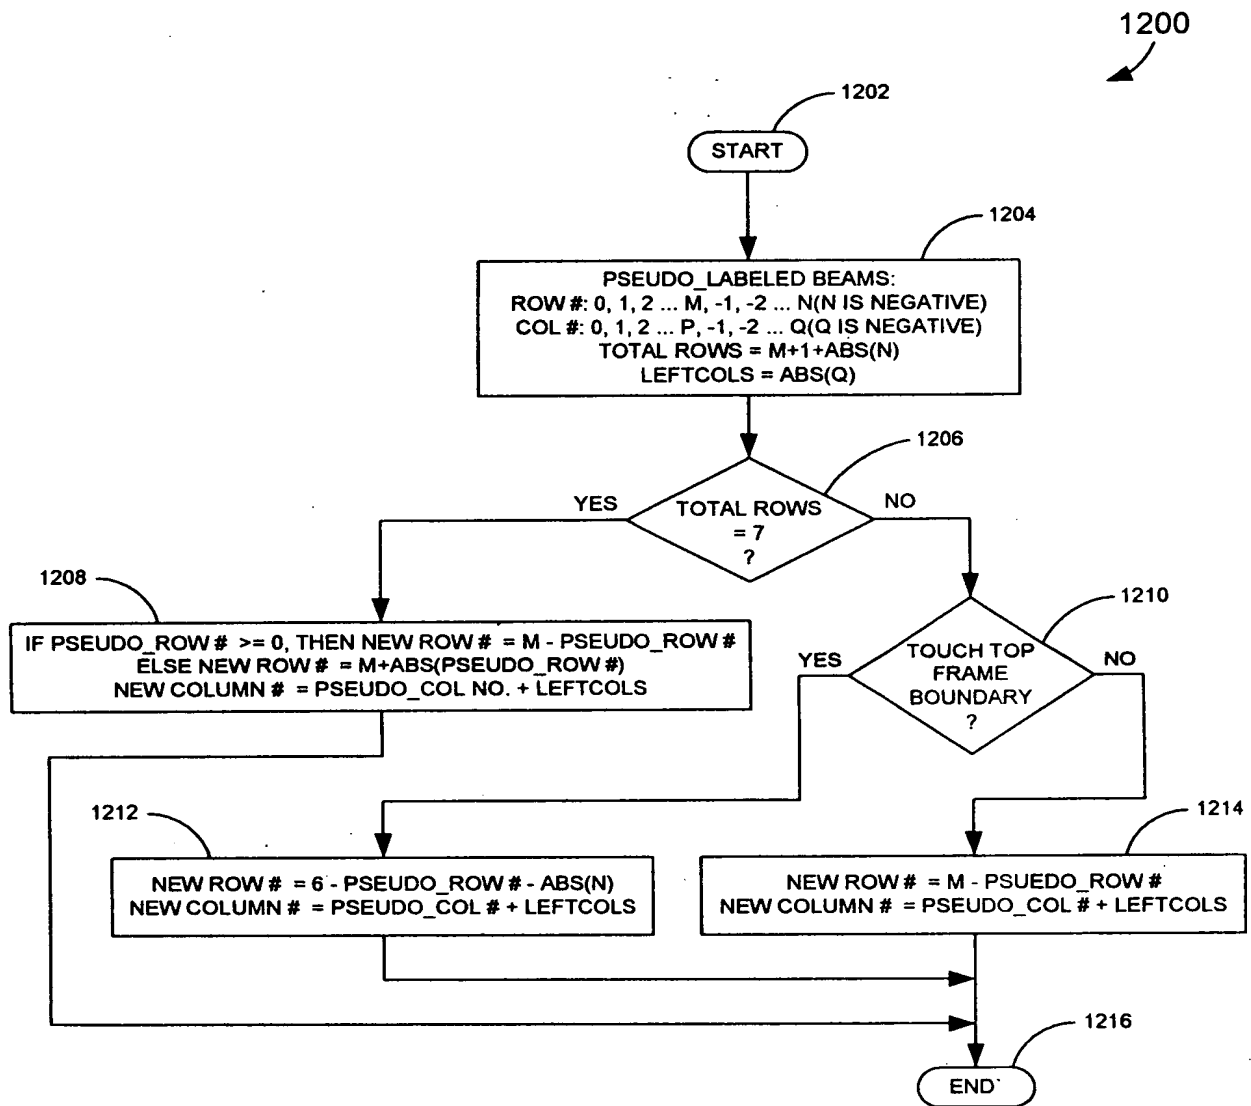 1200
1202
START
1204
PSEUDO_LABELED BEAMS:
ROW #: 0, 1, 2 ... M, -1, -2 ... N(N IS NEGATIVE)
COL #: 0, 1, 2 ... P, -1, -2 ... Q(Q IS NEGATIVE)
TOTAL ROWS = M+1+ABS(N)
LEFTCOLS = ABS(Q)
1206
YES
TOTAL ROWS
= 7
?
NO
1208
IF PSEUDO_ROW # >= 0, THEN NEW ROW # = M - PSEUDO_ROW #
ELSE NEW ROW # = M+ABS(PSEUDO_ROW #)
NEW COLUMN # = PSEUDO_COL NO. + LEFTCOLS
1210
YES
TOUCH TOP
FRAME
BOUNDARY
?
NO
1212
NEW ROW # = 6 - PSEUDO_ROW # - ABS(N)
NEW COLUMN # = PSEUDO_COL # + LEFTCOLS
1214
NEW ROW # = M - PSUEDO_ROW #
NEW COLUMN # = PSEUDO_COL # + LEFTCOLS
1216
END